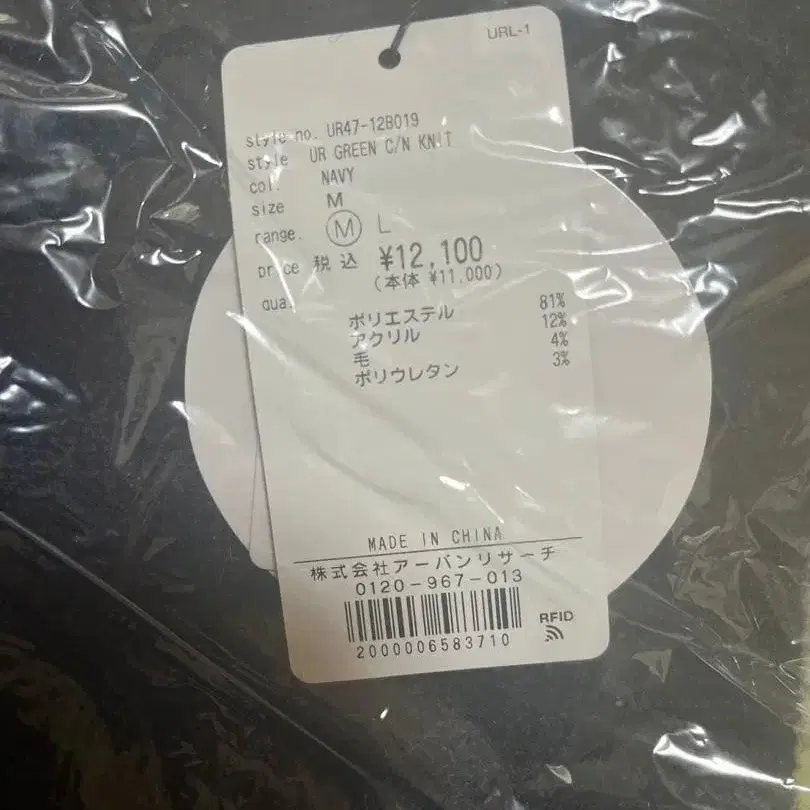 URL-1
style no. UR47-12B019
style UR GREEN C/N KNIT
col. NAVY
size M
range. M L
price 税込 ¥12,100
(本体 ¥11,000)
qua.
ポリエステル 81%
アクリル 12%
毛 4%
ポリウレタン 3%
MADE IN CHINA
株式会社アーバンリサーチ
0120-967-013
RFID
2000006583710